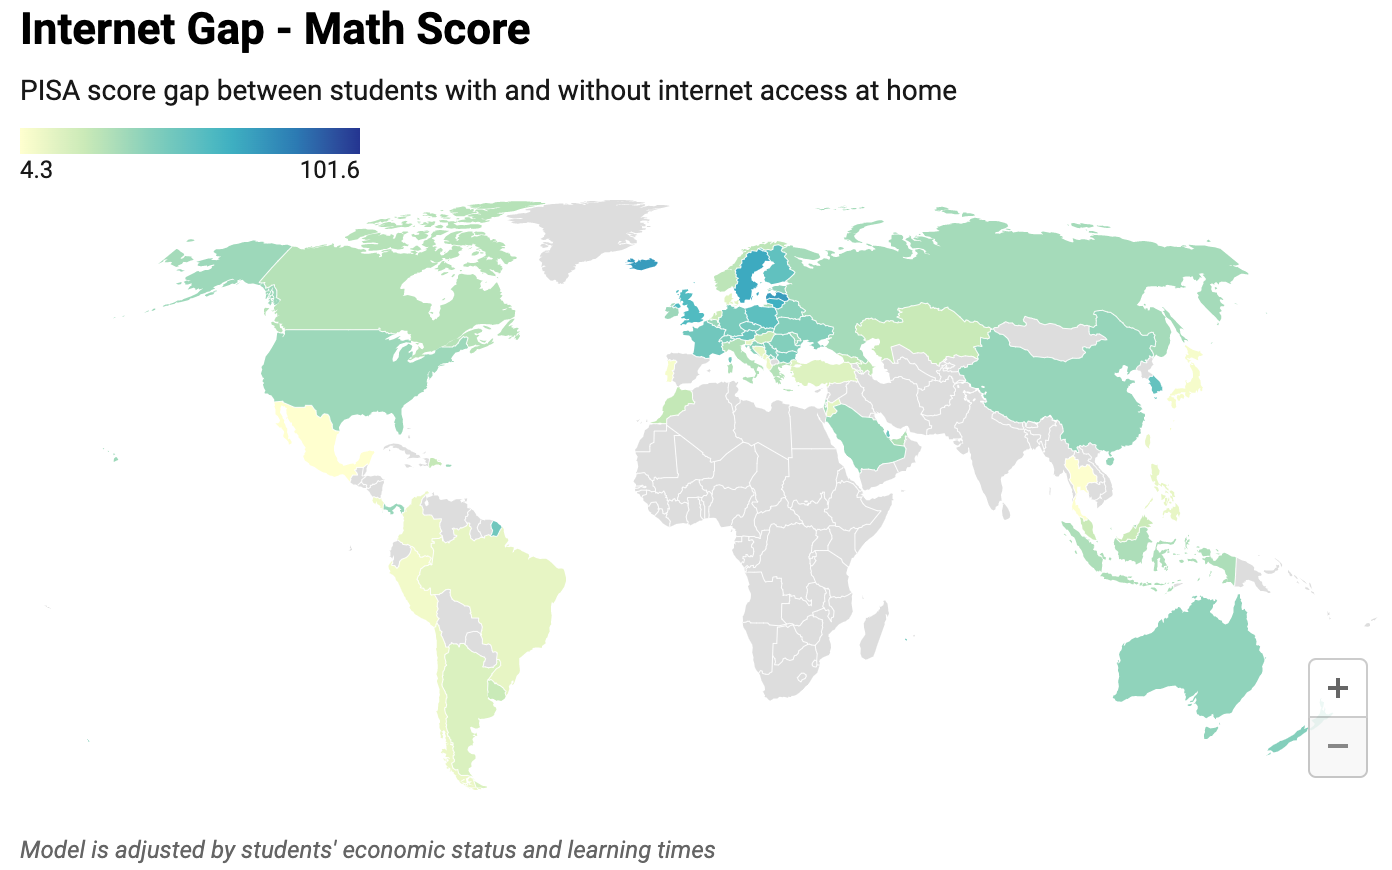 Internet Gap - Math Score
PISA score gap between students with and without internet access at home
4.3 101.6
+
−
Model is adjusted by students' economic status and learning times